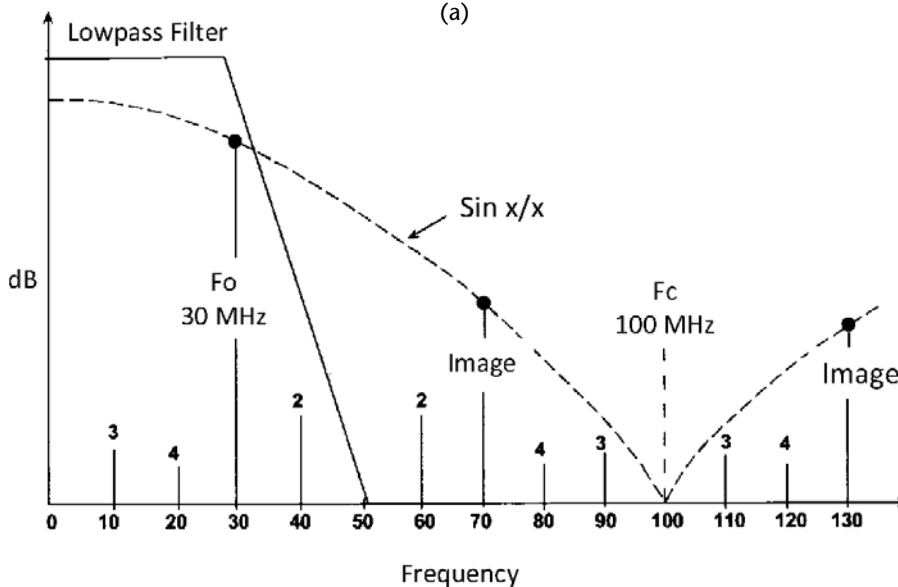 (a)
Lowpass Filter
Sin x/x
dB
Fo
30 MHz
Fc
100 MHz
Image
Image
3
4
2
2
4
3
3
4
0 10 20 30 40 50 60 70 80 90 100 110 120 130
Frequency